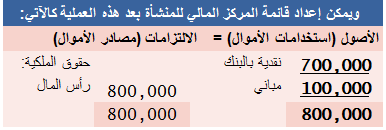 ويمكن إعداد قائمة المركز المالي للمنشأة بعد هذه العملية كالآتي:
الأصول (استخدامات الأموال) = الالتزامات (مصادر الأموال)
700,000 نقدية بالبنك حقوق الملكية:
100,000 مباني 800,000 رأس المال
800,000 800,000